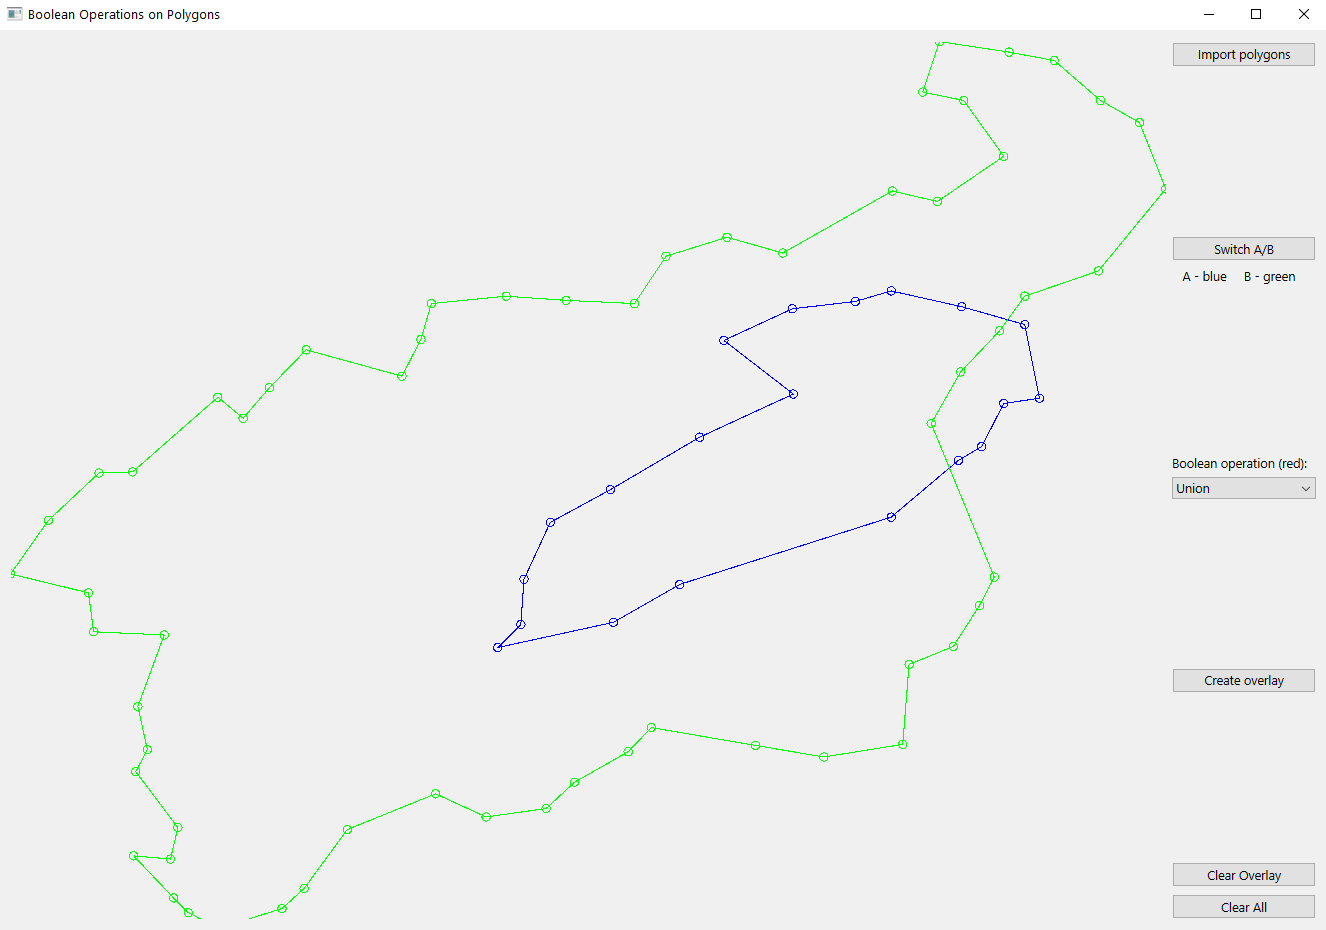 Boolean Operations on Polygons
Import polygons
Switch A/B
A - blue B - green
Boolean operation (red):
Union
Create overlay
Clear Overlay
Clear All